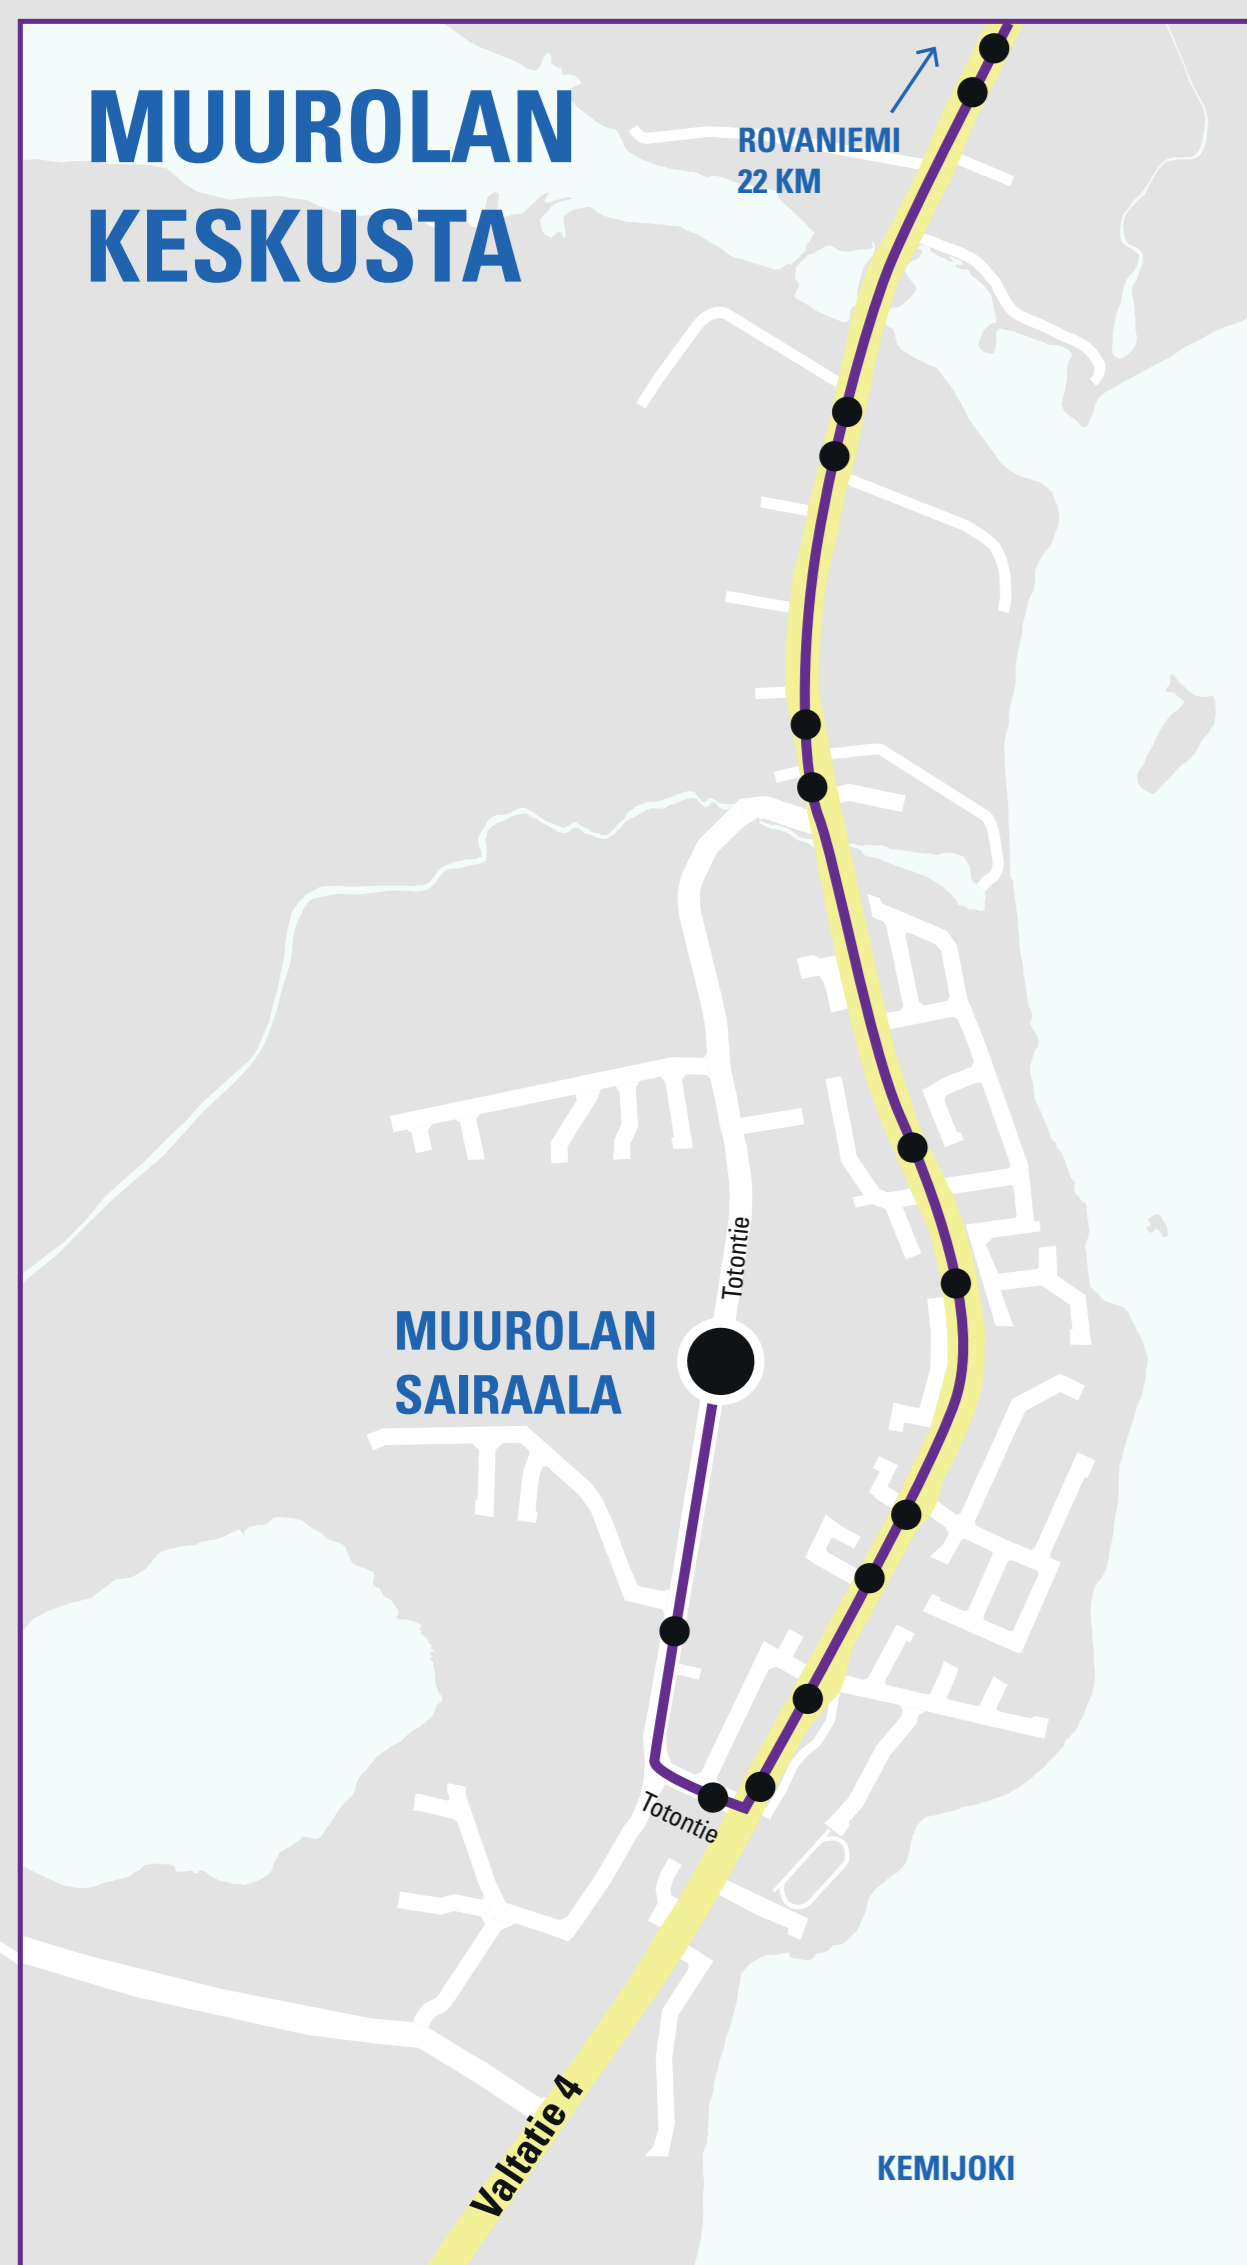 MUUROLAN
KESKUSTA
ROVANIEMI
22 KM
Totontie
MUUROLAN
SAIRAALA
Totontie
Valtatie 4
KEMIJOKI